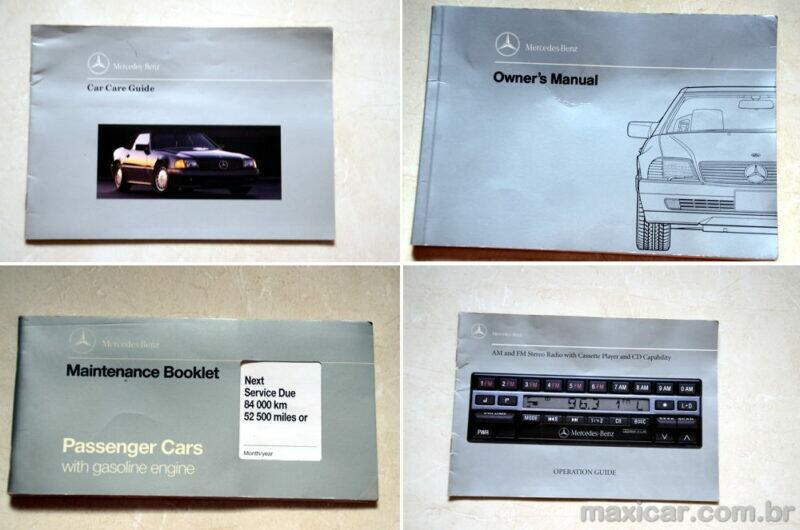 Mercedes-Benz
Car Care Guide
Mercedes-Benz
Owner's Manual
Mercedes-Benz
Maintenance Booklet
Next
Service Due
84 000 km
52 500 miles or
Month/year
Passenger Cars
with gasoline engine
Mercedes-Benz
AM and FM Stereo Radio with Cassette Player and CD Capability
1 FM 2 FM 3 FM 4 FM 5 FM 6 FM 7 AM 8 AM 9 AM 0 AM
96.3
L•D
MODE
PWR
Mercedes-Benz
OPERATION GUIDE
maxicar.com.br